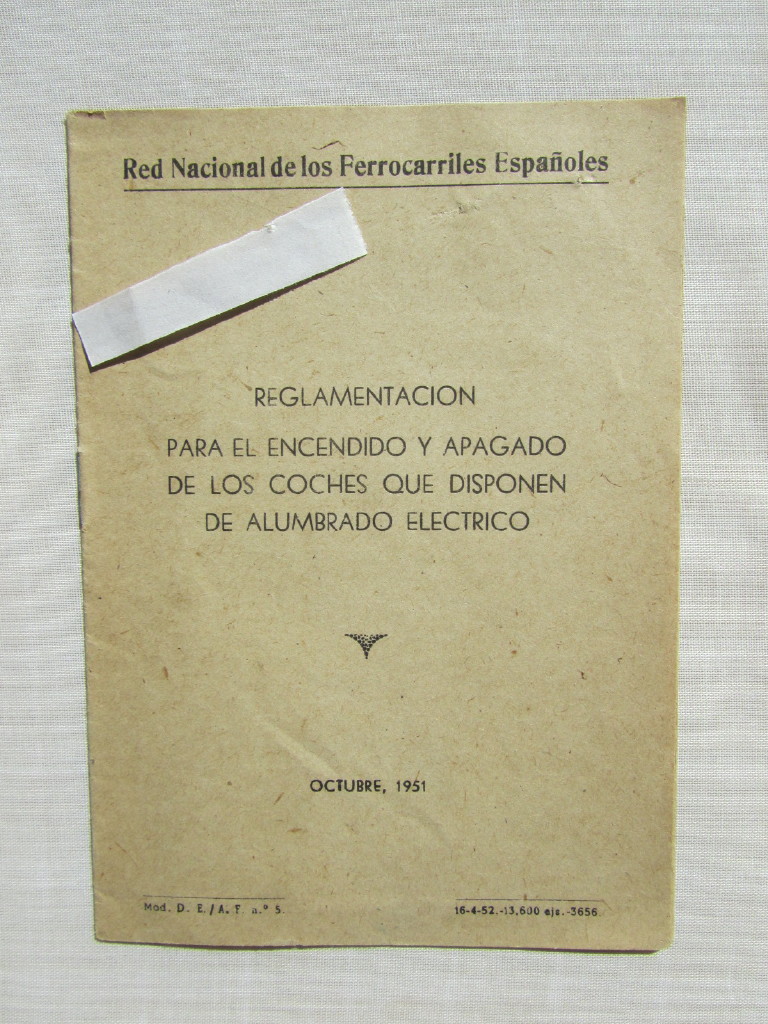 Red Nacional de los Ferrocarriles Españoles
REGLAMENTACION
PARA EL ENCENDIDO Y APAGADO
DE LOS COCHES QUE DISPONEN
DE ALUMBRADO ELECTRICO
OCTUBRE, 1951
Mod. D. E./A. F. n.º 5.
16-4-52.-13,600 ejs.-3656.